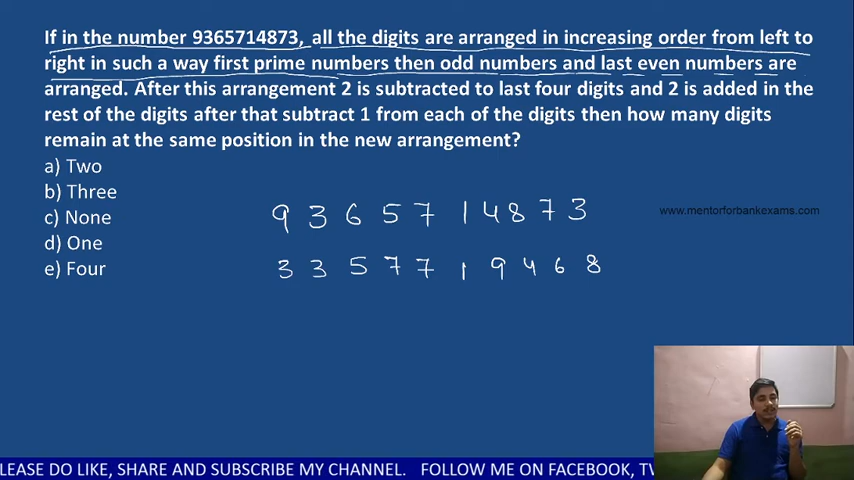 If in the number 9365714873, all the digits are arranged in increasing order from left to
right in such a way first prime numbers then odd numbers and last even numbers are
arranged. After this arrangement 2 is subtracted to last four digits and 2 is added in the
rest of the digits after that subtract 1 from each of the digits then how many digits
remain at the same position in the new arrangement?
a) Two
b) Three
c) None
d) One
e) Four
9 3 6 5 7 1 4 8 7 3
www.mentorforbankexams.com
3 3 5 7 7 1 9 4 6 8
LEASE DO LIKE, SHARE AND SUBSCRIBE MY CHANNEL. FOLLOW ME ON FACEBOOK, TW